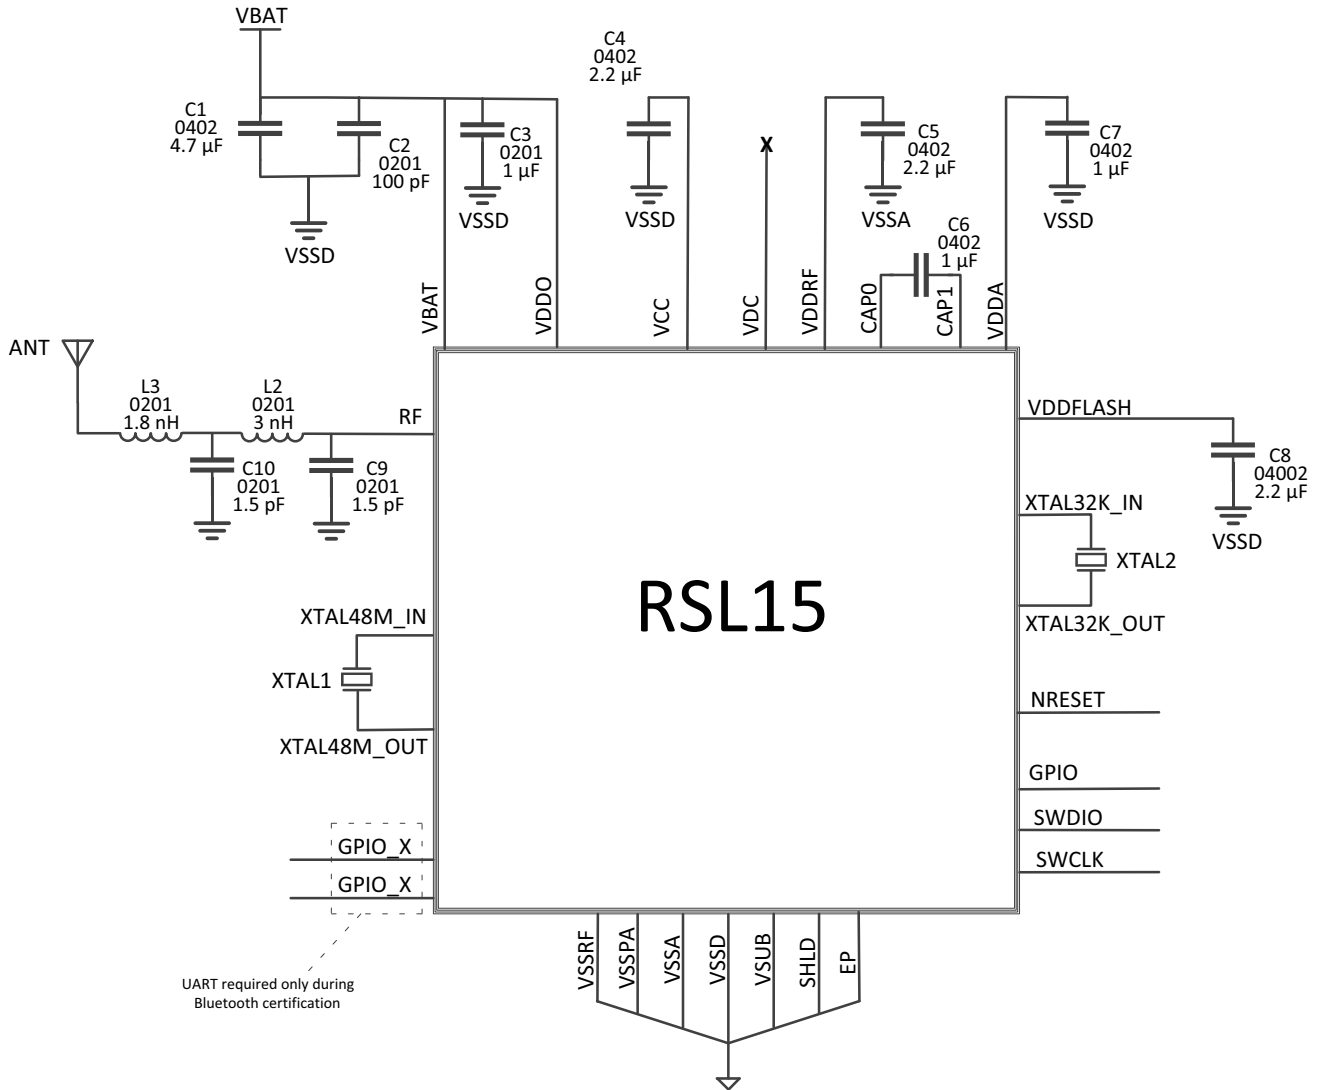 VBAT
C4
0402
2.2 µF
C1
0402
4.7 µF
C2
0201
100 pF
C3
0201
1 µF
X
C5
0402
2.2 µF
C7
0402
1 µF
VSSD
VSSD
VSSD
VSSA
VSSD
C6
0402
1 µF
VBAT
VDDO
VCC
VDC
VDDRF
CAP0
CAP1
VDDA
ANT
L3
0201
1.8 nH
L2
0201
3 nH
RF
VDDFLASH
C10
0201
1.5 pF
C9
0201
1.5 pF
C8
04002
2.2 µF
VSSD
XTAL32K_IN
XTAL2
XTAL32K_OUT
RSL15
XTAL48M_IN
XTAL1
XTAL48M_OUT
NRESET
GPIO
SWDIO
SWCLK
GPIO_X
GPIO_X
UART required only during
Bluetooth certification
VSSRF
VSSPA
VSSA
VSSD
VSUB
SHLD
EP